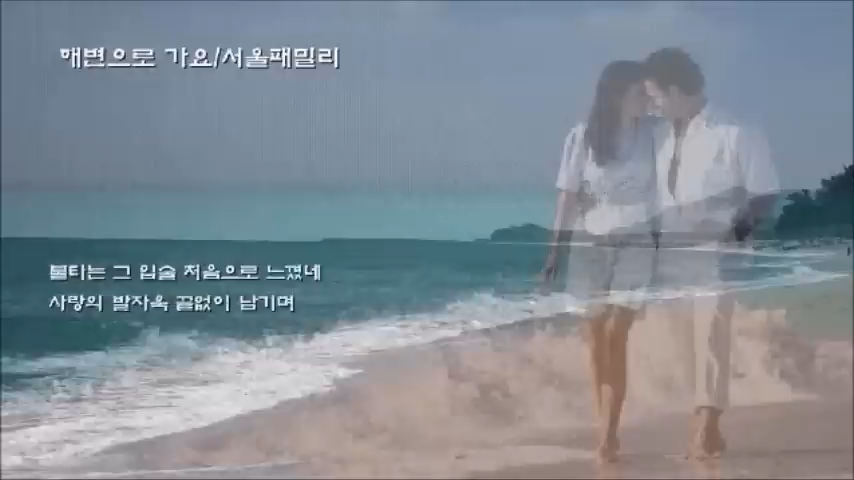 해변으로 가요/서울패밀리
불타는 그 입술 처음으로 느꼈네
사랑의 발자욱 끝없이 남기며